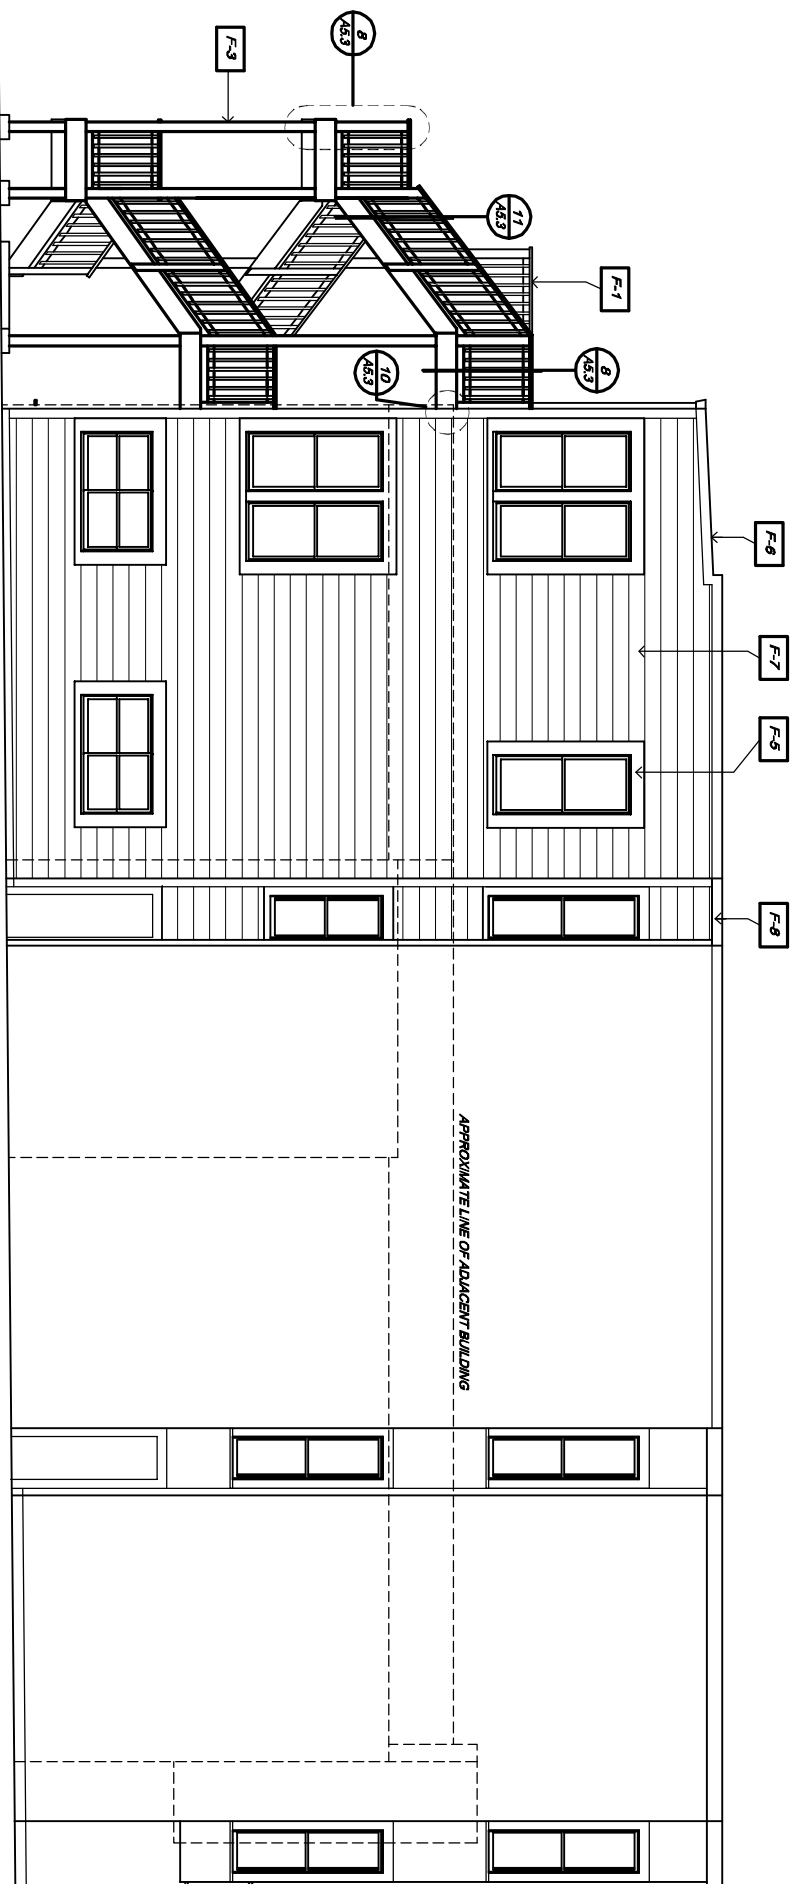 F-3
8
A5.3
11
A5.3
F-1
8
A5.3
10
A5.3
F-6
F-7
F-5
F-8
APPROXIMATE LINE OF ADJACENT BUILDING